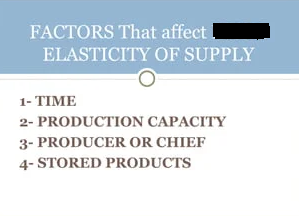 FACTORS That affect
ELASTICITY OF SUPPLY
1- TIME
2- PRODUCTION CAPACITY
3- PRODUCER OR CHIEF
4- STORED PRODUCTS